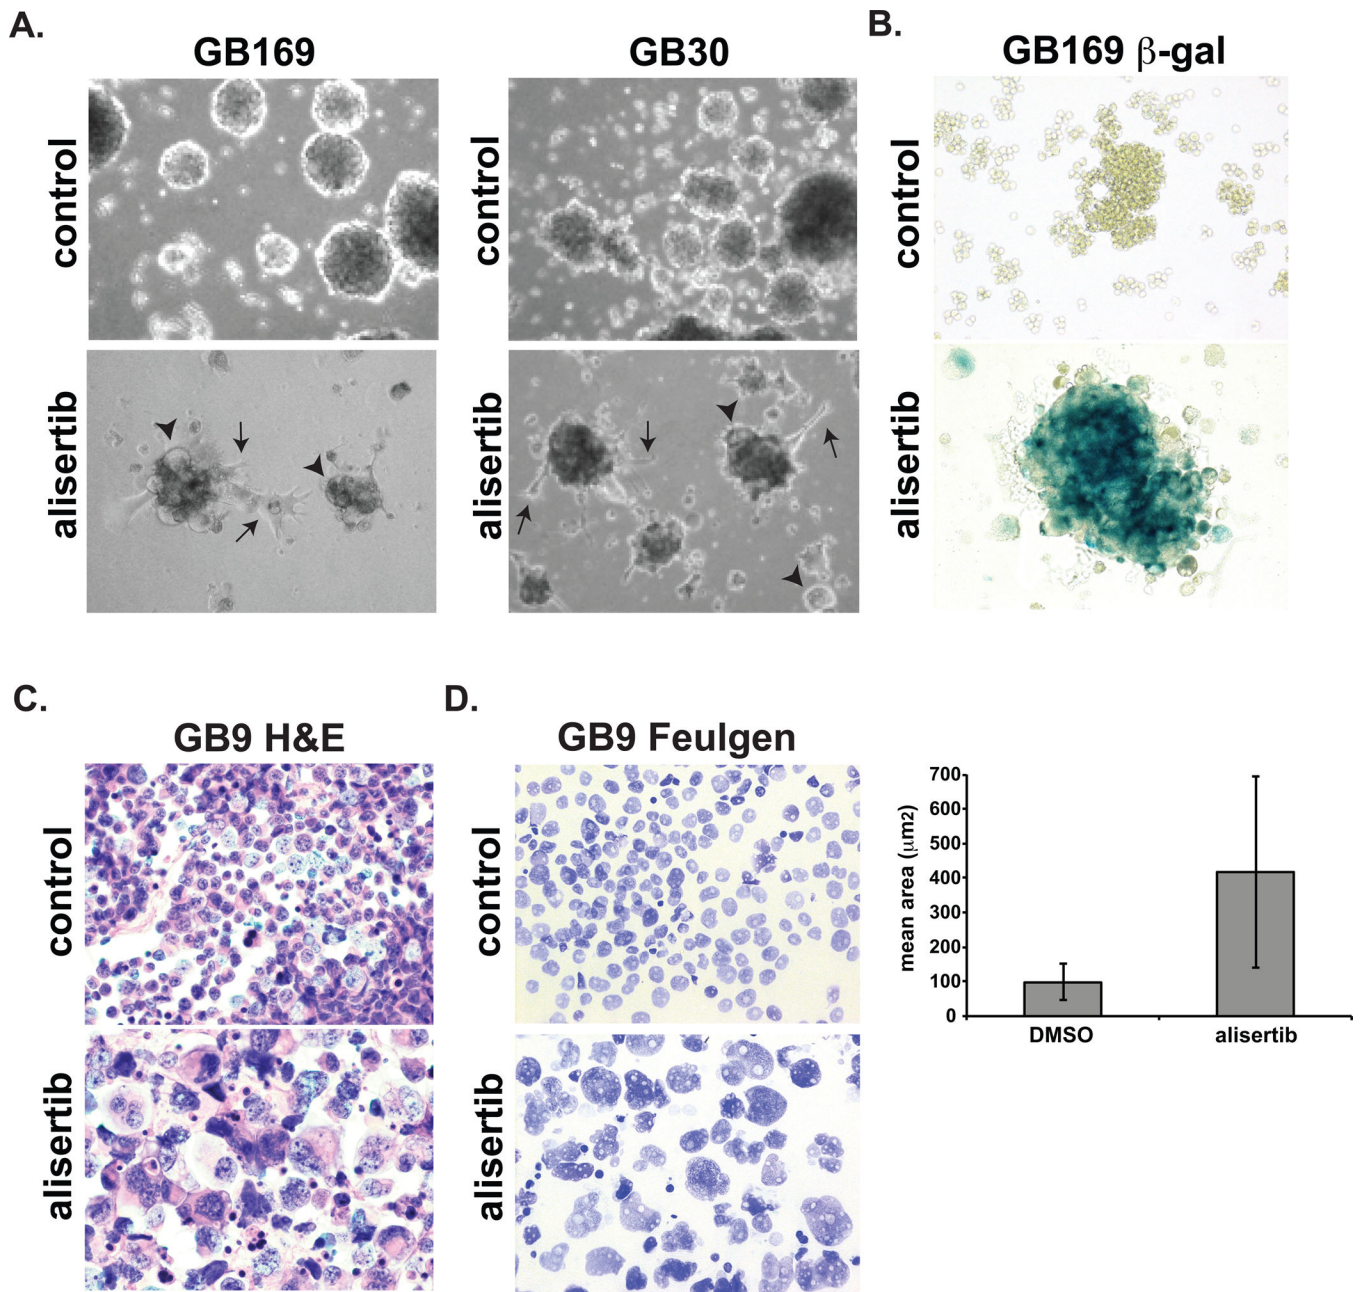 A.
GB169
GB30
control
control
alisertib
alisertib
B.
GB169 β-gal
control
alisertib
C.
GB9 H&E
control
alisertib
D.
GB9 Feulgen
control
alisertib
mean area (µm2)
700
600
500
400
300
200
100
0
DMSO
alisertib